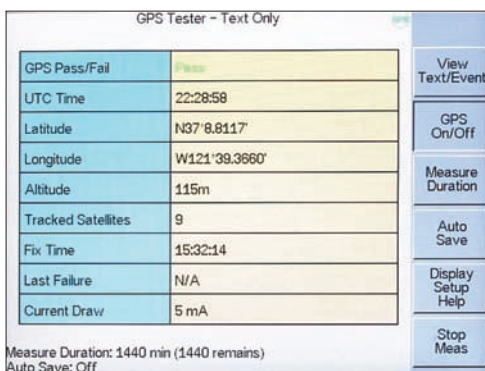 GPS Tester - Text Only
GPS
GPS Pass/Fail Pass
UTC Time 22:28:58
Latitude N37°8.8117'
Longitude W121°39.3660'
Altitude 115m
Tracked Satellites 9
Fix Time 15:32:14
Last Failure N/A
Current Draw 5 mA
Measure Duration: 1440 min (1440 remains)
Auto Save: Off
View
Text/Event
GPS
On/Off
Measure
Duration
Auto
Save
Display
Setup
Help
Stop
Meas